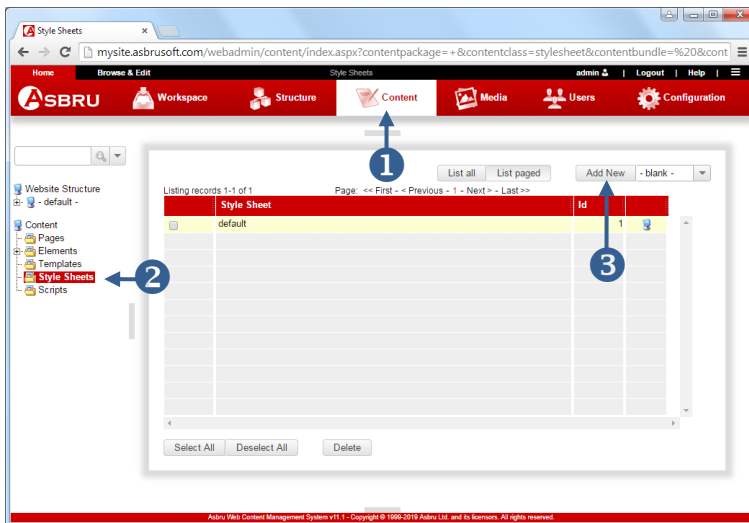 Style Sheets
mysite.asbrusoft.com/webadmin/content/index.aspx?contentpackage=+&contentclass=stylesheet&contentbundle=%20&cont
Home Browse & Edit Style Sheets admin | Logout | Help |
ASBRU Workspace Structure Content Media Users Configuration
1
List all List paged Add New - blank -
Website Structure
- default -
Listing records 1-1 of 1 Page: << First - < Previous - 1 - Next > - Last >>
Style Sheet Id
default 1
Content
Pages
Elements
Templates
Style Sheets
Scripts
2
3
Select All Deselect All Delete
Asbru Web Content Management System v11.1 - Copyright © 1999-2019 Asbru Ltd. and its licensors. All rights reserved.